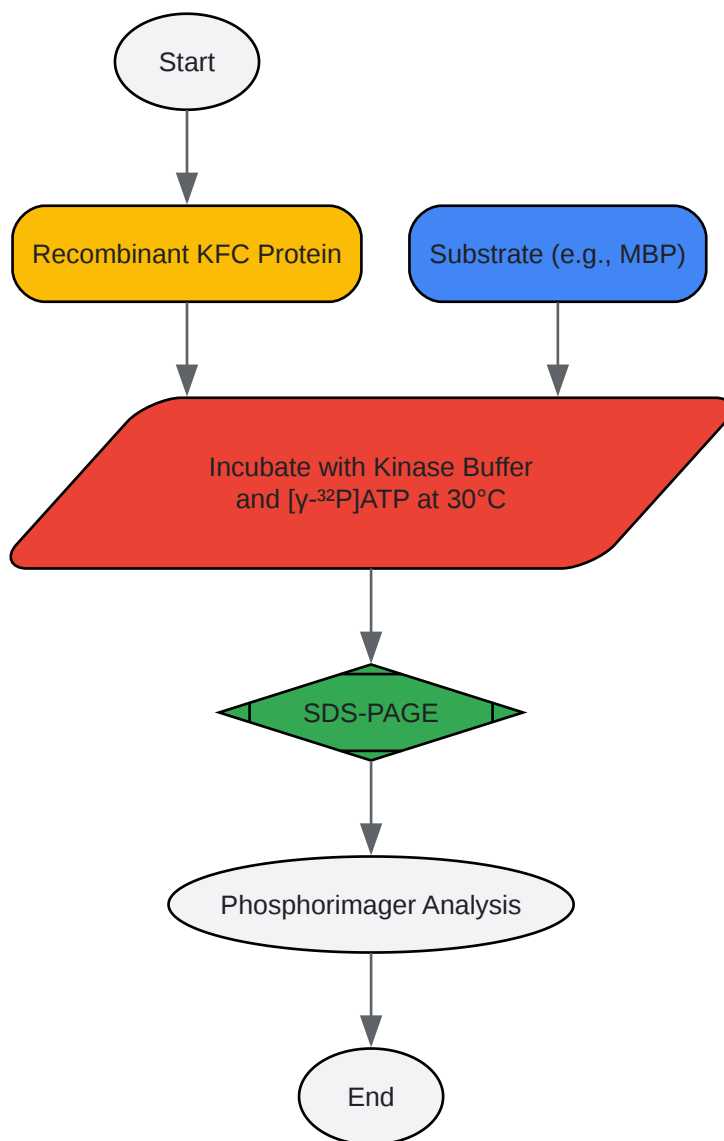 Start
Recombinant KFC Protein
Substrate (e.g., MBP)
Incubate with Kinase Buffer
and [γ-³²P]ATP at 30°C
SDS-PAGE
Phosphorimager Analysis
End